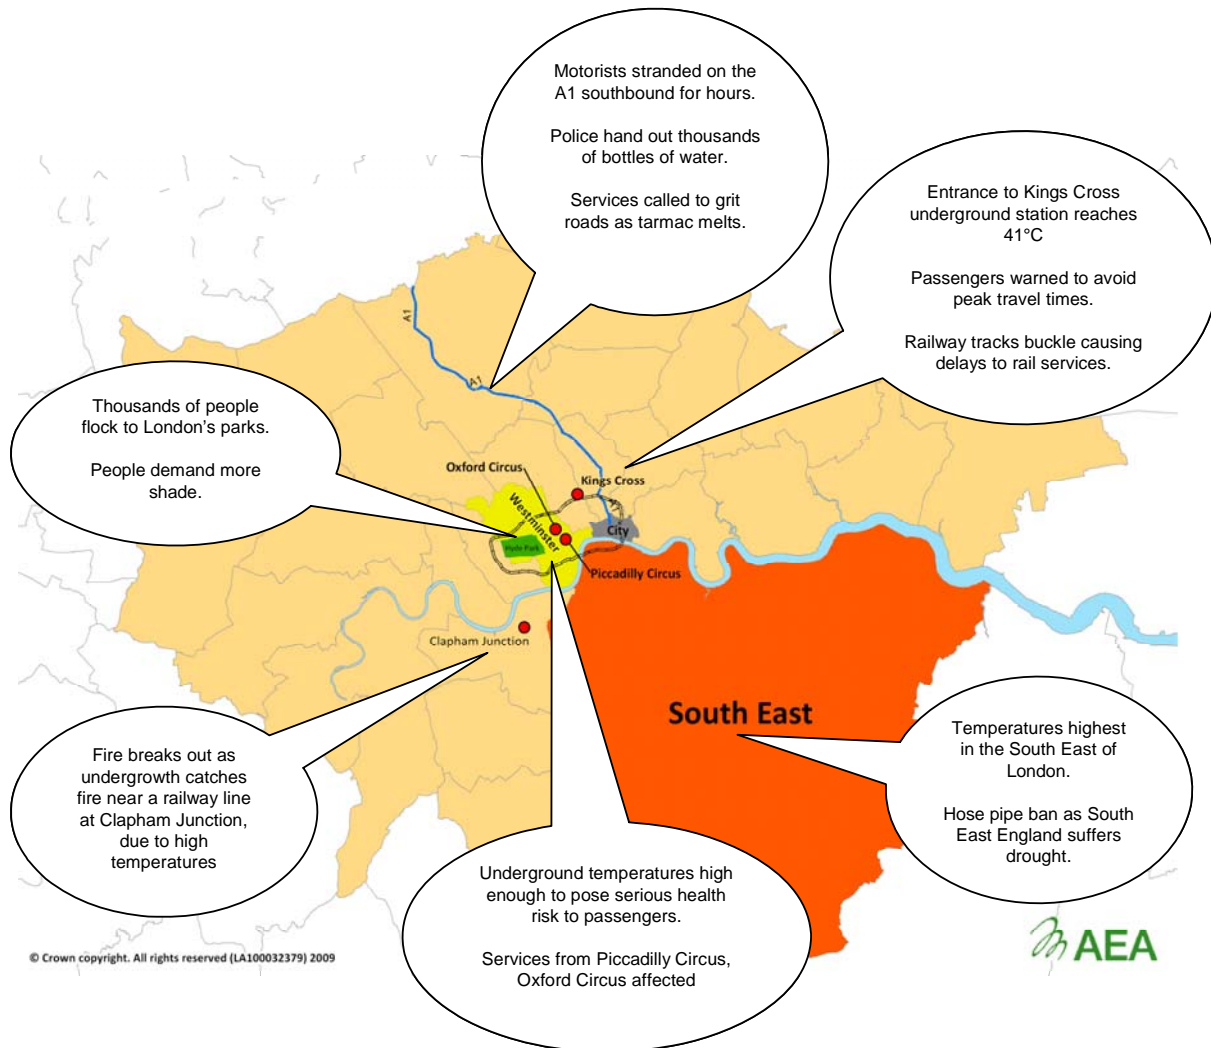 Motorists stranded on the
A1 southbound for hours.
Police hand out thousands
of bottles of water.
Services called to grit
roads as tarmac melts.
Entrance to Kings Cross
underground station reaches
41°C
Passengers warned to avoid
peak travel times.
Railway tracks buckle causing
delays to rail services.
A1
A1
Thousands of people
flock to London's parks.
People demand more
shade.
Oxford Circus
Kings Cross
A1
Westminster
City
Hyde Park
Piccadilly Circus
Clapham Junction
South East
Fire breaks out as
undergrowth catches
fire near a railway line
at Clapham Junction,
due to high
temperatures
Temperatures highest
in the South East of
London.
Hose pipe ban as South
East England suffers
drought.
Underground temperatures high
enough to pose serious health
risk to passengers.
Services from Piccadilly Circus,
Oxford Circus affected
© Crown copyright. All rights reserved (LA100032379) 2009
AEA